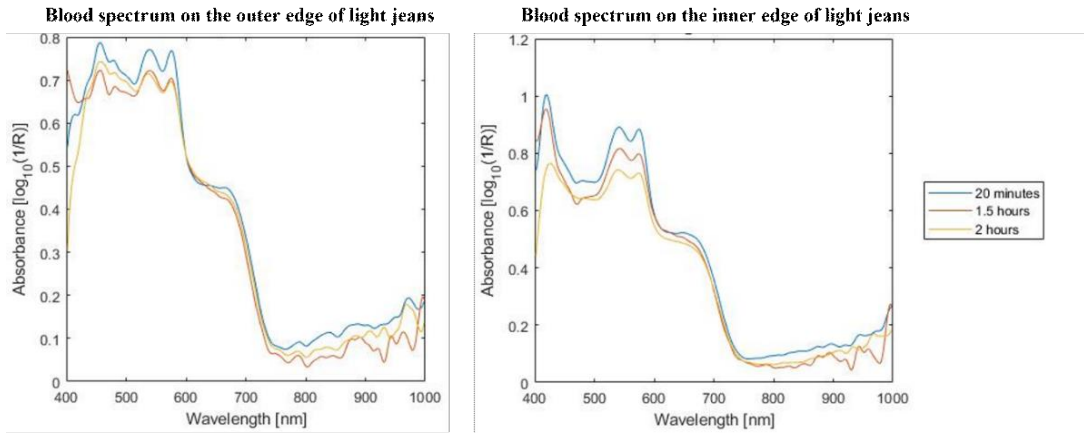 Blood spectrum on the outer edge of light jeans
0.8
0.7
0.6
0.5
0.4
0.3
0.2
0.1
0
Absorbance [log10(1/R)]
400 500 600 700 800 900 1000
Wavelength [nm]
Blood spectrum on the inner edge of light jeans
1.2
1
0.8
0.6
0.4
0.2
0
Absorbance [log10(1/R)]
400 500 600 700 800 900 1000
Wavelength [nm]
20 minutes
1.5 hours
2 hours